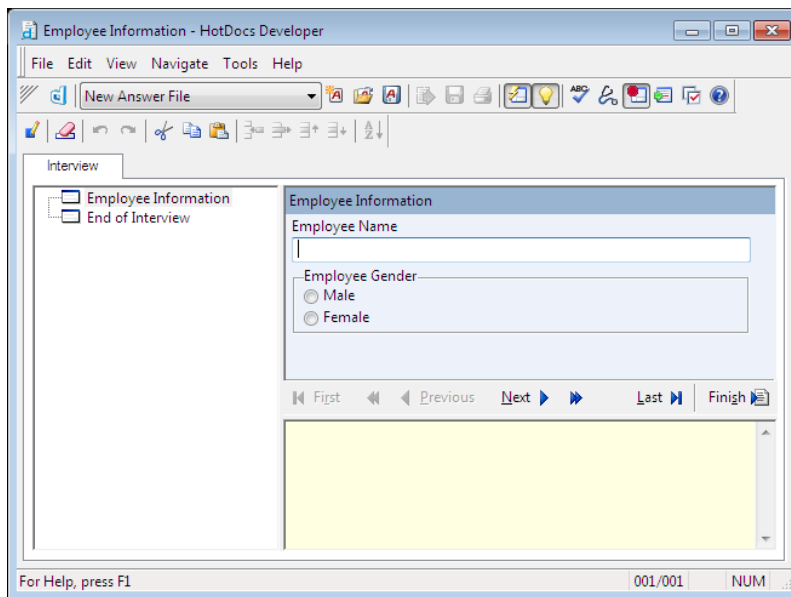 Employee Information - HotDocs Developer
File Edit View Navigate Tools Help
New Answer File
ABC
Interview
Employee Information
End of Interview
Employee Information
Employee Name
Employee Gender
Male
Female
First Previous Next Last Finish
For Help, press F1 001/001 NUM